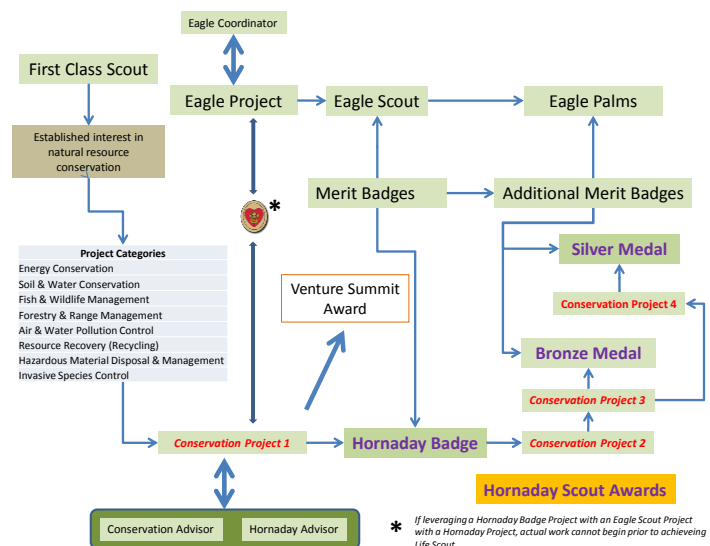 Eagle Coordinator
First Class Scout
Eagle Project
Eagle Scout
Eagle Palms
Established interest in
natural resource
conservation
Merit Badges
Additional Merit Badges
*
Project Categories
Energy Conservation
Soil & Water Conservation
Fish & Wildlife Management
Forestry & Range Management
Air & Water Pollution Control
Resource Recovery (Recycling)
Hazardous Material Disposal & Management
Invasive Species Control
Venture Summit
Award
Silver Medal
Conservation Project 4
Bronze Medal
Conservation Project 3
Conservation Project 1
Hornaday Badge
Conservation Project 2
Hornaday Scout Awards
Conservation Advisor
Hornaday Advisor
* If leveraging a Hornaday Badge Project with an Eagle Scout Project
with a Hornaday Project, actual work cannot begin prior to achieveing
Life Scout